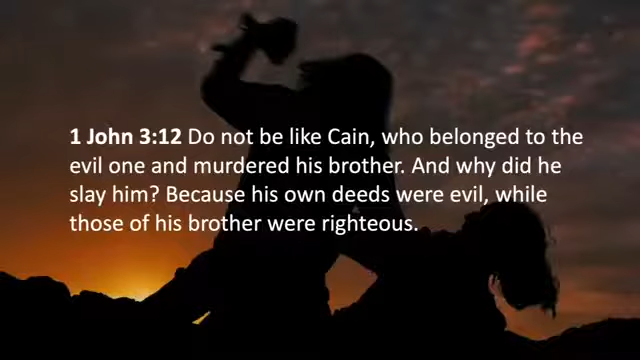 1 John 3:12 Do not be like Cain, who belonged to the
evil one and murdered his brother. And why did he
slay him? Because his own deeds were evil, while
those of his brother were righteous.